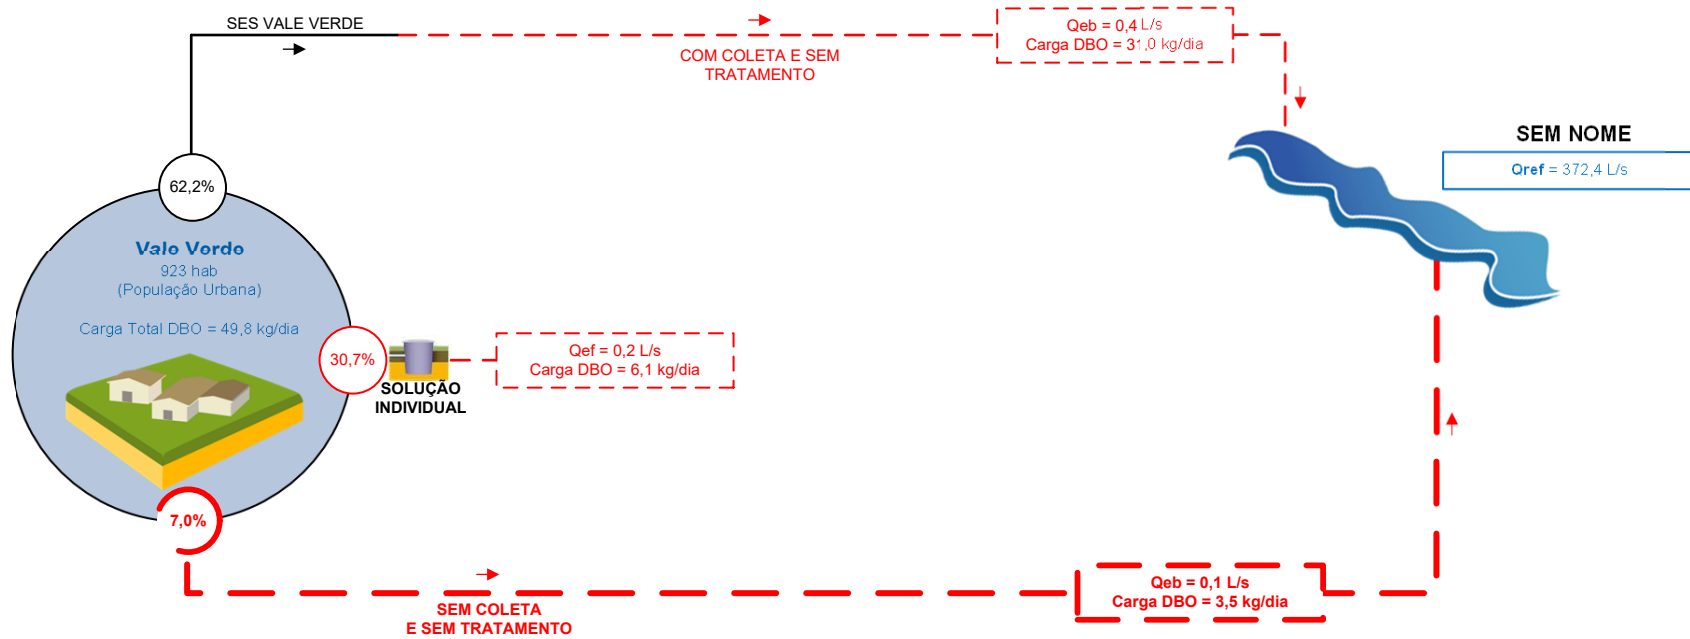 SES VALE VERDE
COM COLETA E SEM
TRATAMENTO
Qeb = 0,4 L/s
Carga DBO = 31,0 kg/dia
SEM NOME
Qref = 372,4 L/s
62,2%
Vale Verde
923 hab
(População Urbana)
Carga Total DBO = 49,8 kg/dia
30,7%
SOLUÇÃO
INDIVIDUAL
Qef = 0,2 L/s
Carga DBO = 6,1 kg/dia
7,0%
SEM COLETA
E SEM TRATAMENTO
Qeb = 0,1 L/s
Carga DBO = 3,5 kg/dia